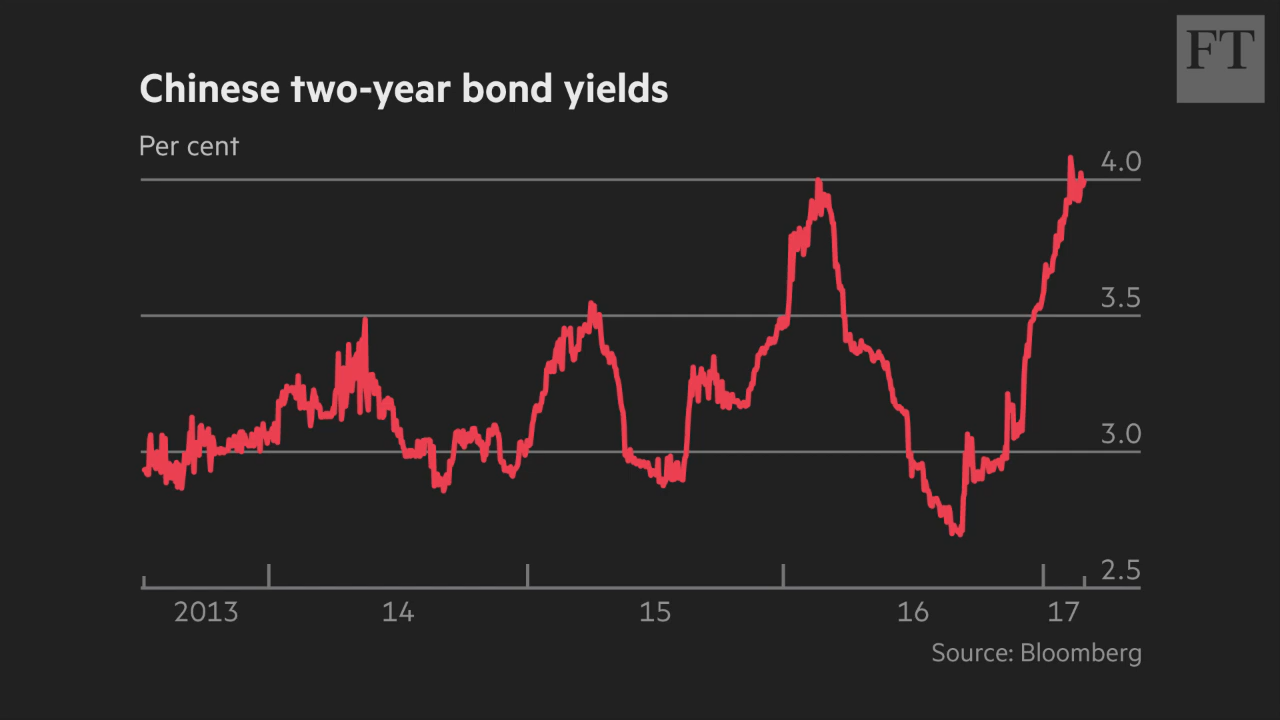 FT
Chinese two-year bond yields
Per cent
4.0
3.5
3.0
2.5
2013 14 15 16 17
Source: Bloomberg